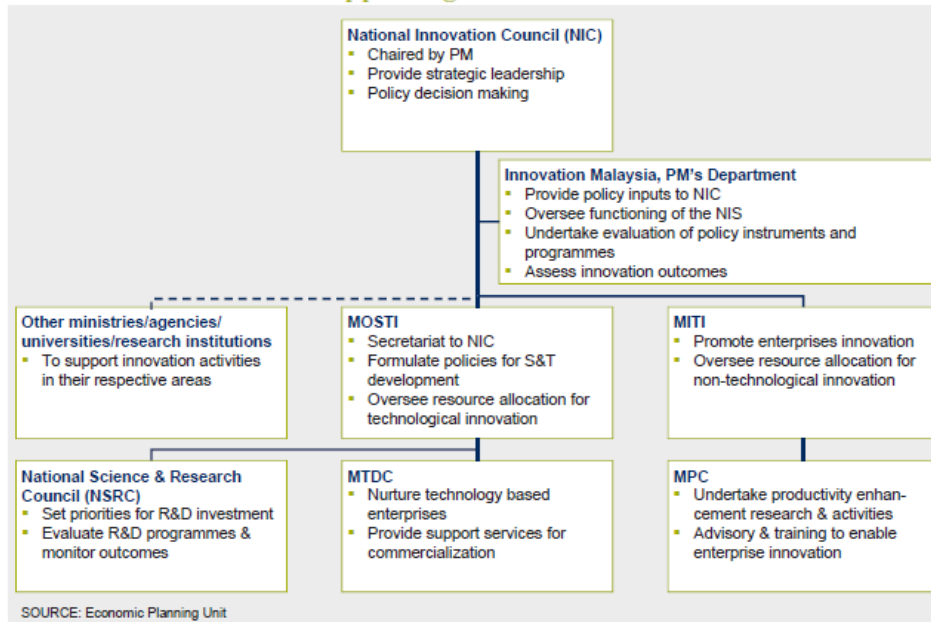 National Innovation Council (NIC)
▪ Chaired by PM
▪ Provide strategic leadership
▪ Policy decision making
Innovation Malaysia, PM's Department
▪ Provide policy inputs to NIC
▪ Oversee functioning of the NIS
▪ Undertake evaluation of policy instruments and
programmes
▪ Assess innovation outcomes
Other ministries/agencies/
universities/research institutions
▪ To support innovation activities
in their respective areas
MOSTI
▪ Secretariat to NIC
▪ Formulate policies for S&T
development
▪ Oversee resource allocation for
technological innovation
MITI
▪ Promote enterprises innovation
▪ Oversee resource allocation for
non-technological innovation
National Science & Research
Council (NSRC)
▪ Set priorities for R&D investment
▪ Evaluate R&D programmes &
monitor outcomes
MTDC
▪ Nurture technology based
enterprises
▪ Provide support services for
commercialization
MPC
▪ Undertake productivity enhan-
cement research & activities
▪ Advisory & training to enable
enterprise innovation
SOURCE: Economic Planning Unit